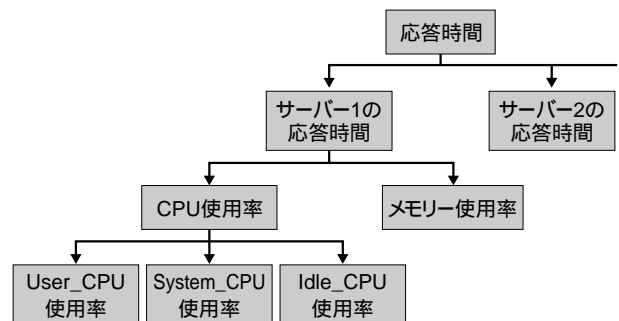 応答時間
サーバー1の
応答時間
サーバー2の
応答時間
CPU使用率
メモリー使用率
User_CPU
使用率
System_CPU
使用率
Idle_CPU
使用率